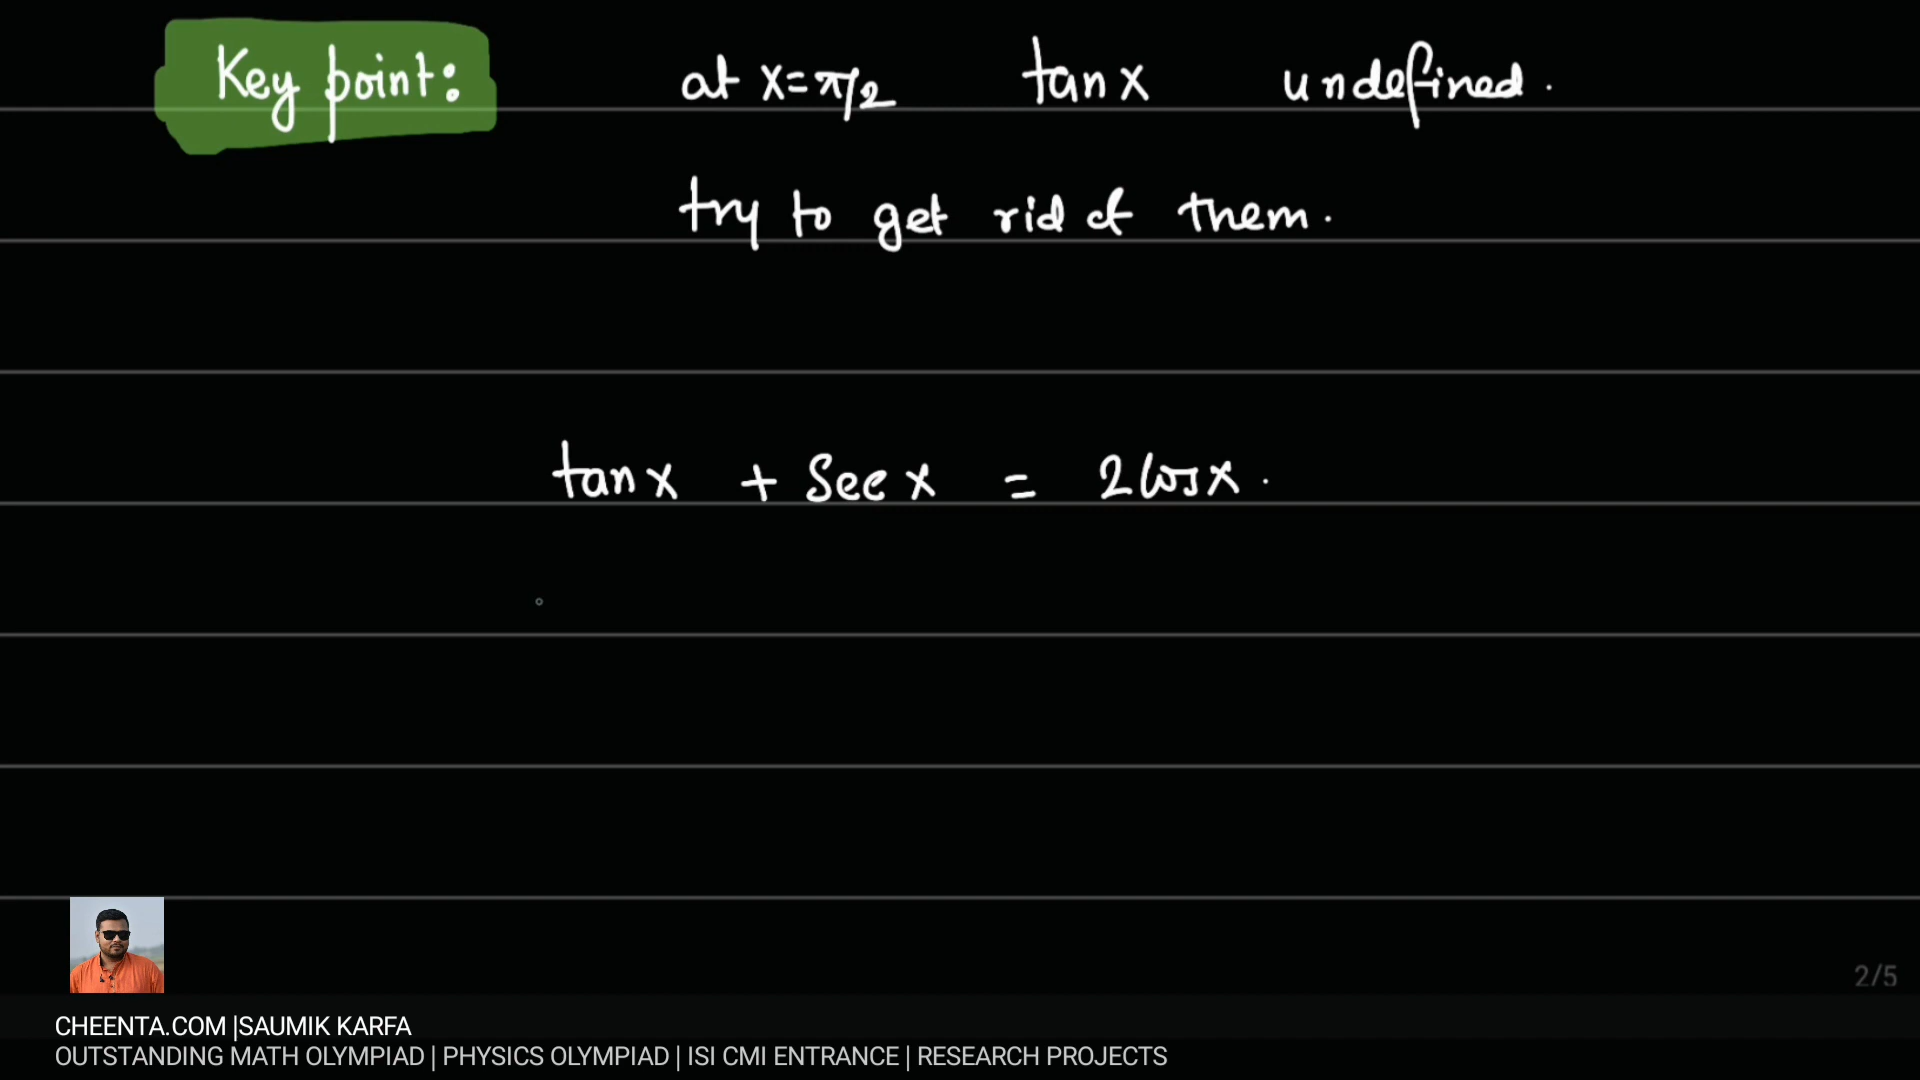 Key point: at x=π/2 tan x undefined.
try to get rid of them.
tan x + Sec x = 2 Cos x.
2/5
CHEENTA.COM |SAUMIK KARFA
OUTSTANDING MATH OLYMPIAD | PHYSICS OLYMPIAD | ISI CMI ENTRANCE | RESEARCH PROJECTS